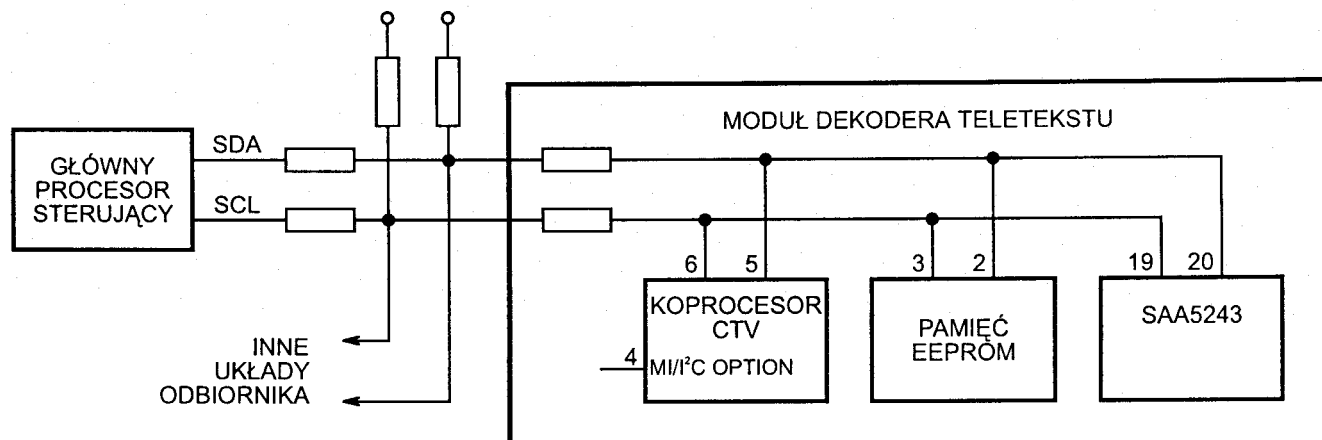 MODUŁ DEKODERA TELETEKSTU
GŁÓWNY
PROCESOR
STERUJĄCY
SDA
SCL
6 5
3 2
19 20
KOPROCESOR
CTV
4 MI/I²C OPTION
PAMIĘĆ
EEPROM
SAA5243
INNE
UKŁADY
ODBIORNIKA